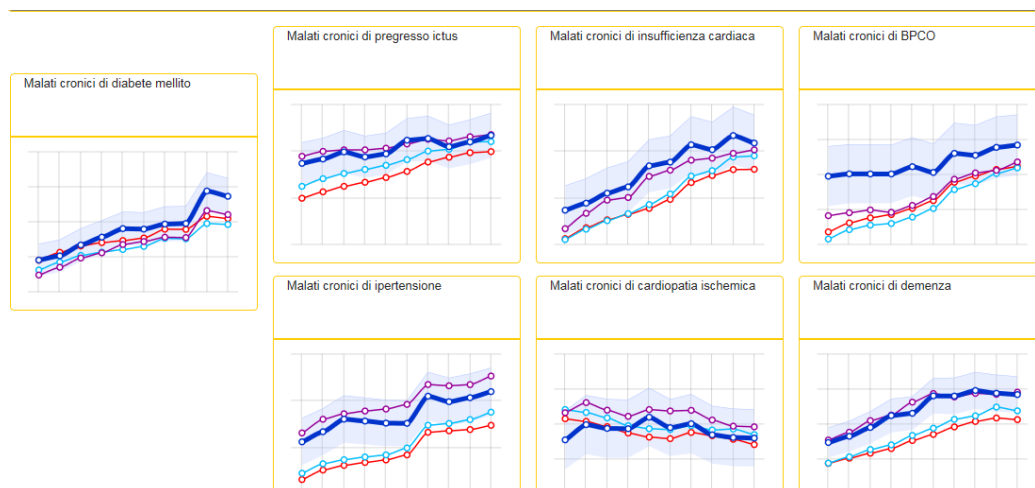 Malati cronici di diabete mellito
Malati cronici di pregresso ictus
Malati cronici di insufficienza cardiaca
Malati cronici di BPCO
Malati cronici di ipertensione
Malati cronici di cardiopatia ischemica
Malati cronici di demenza